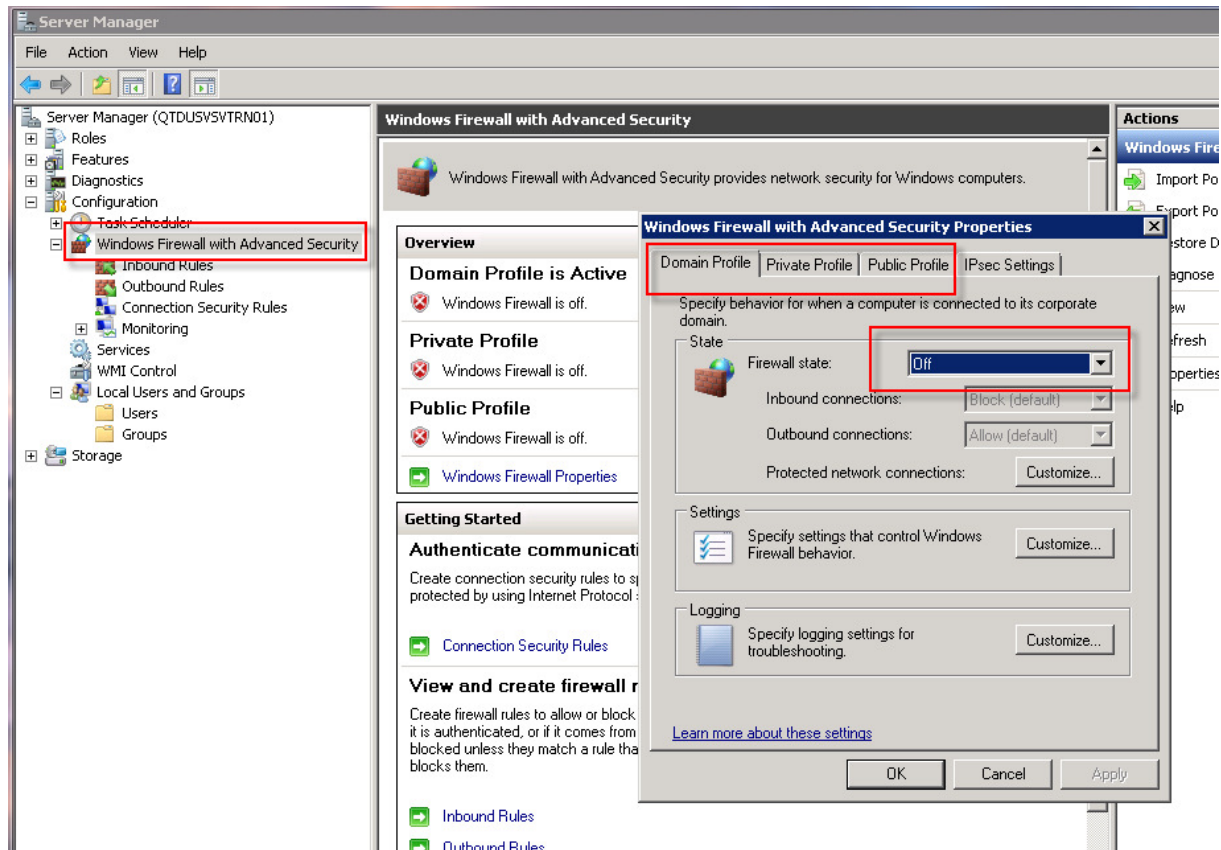 Server Manager
File Action View Help
Server Manager (QTDUSVSVTRN01)
Roles
Features
Diagnostics
Configuration
Task Scheduler
Windows Firewall with Advanced Security
Inbound Rules
Outbound Rules
Connection Security Rules
Monitoring
Services
WMI Control
Local Users and Groups
Users
Groups
Storage
Windows Firewall with Advanced Security
Windows Firewall with Advanced Security provides network security for Windows computers.
Overview
Domain Profile is Active
Windows Firewall is off.
Private Profile
Windows Firewall is off.
Public Profile
Windows Firewall is off.
Windows Firewall Properties
Getting Started
Authenticate communicati
Create connection security rules to sp
protected by using Internet Protocol
Connection Security Rules
View and create firewall r
Create firewall rules to allow or block
it is authenticated, or if it comes from
blocked unless they match a rule tha
blocks them.
Inbound Rules
Outbound Rules
Windows Firewall with Advanced Security Properties
Domain Profile Private Profile Public Profile IPsec Settings
Specify behavior for when a computer is connected to its corporate
domain.
State
Firewall state: Off
Inbound connections: Block (default)
Outbound connections: Allow (default)
Protected network connections: Customize...
Settings
Specify settings that control Windows
Firewall behavior.
Customize...
Logging
Specify logging settings for
troubleshooting.
Customize...
Learn more about these settings
OK Cancel Apply
Actions
Windows Fire
Import Po
Export Po
store D
agnose
ew
fresh
operties
lp